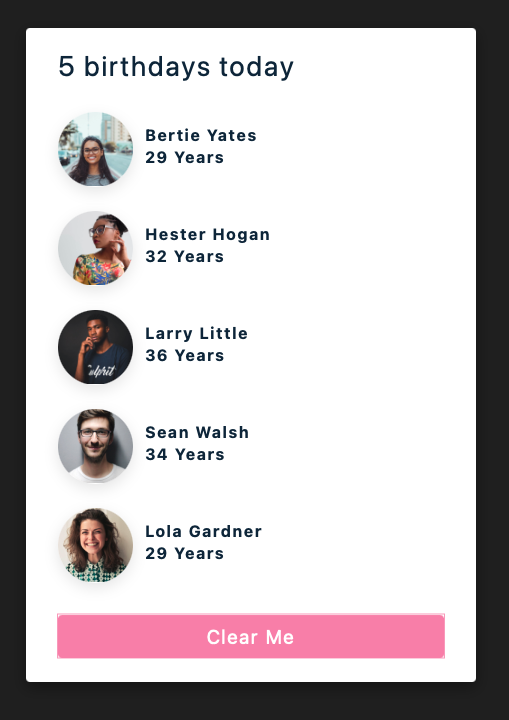 5 birthdays today
Bertie Yates
29 Years
Hester Hogan
32 Years
Larry Little
36 Years
Sean Walsh
34 Years
Lola Gardner
29 Years
Clear Me